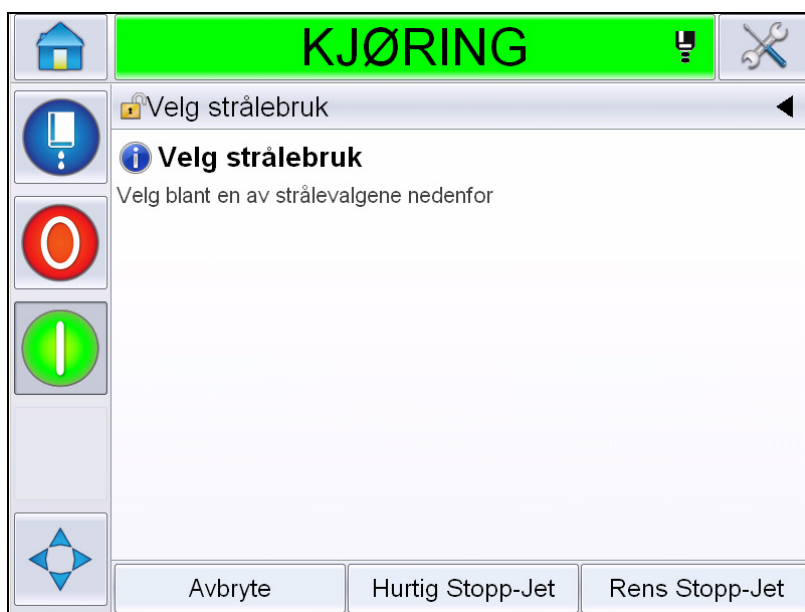 KJØRING
Velg strålebruk
Velg strålebruk
Velg blant en av strålevalgene nedenfor
Avbryte
Hurtig Stopp-Jet
Rens Stopp-Jet